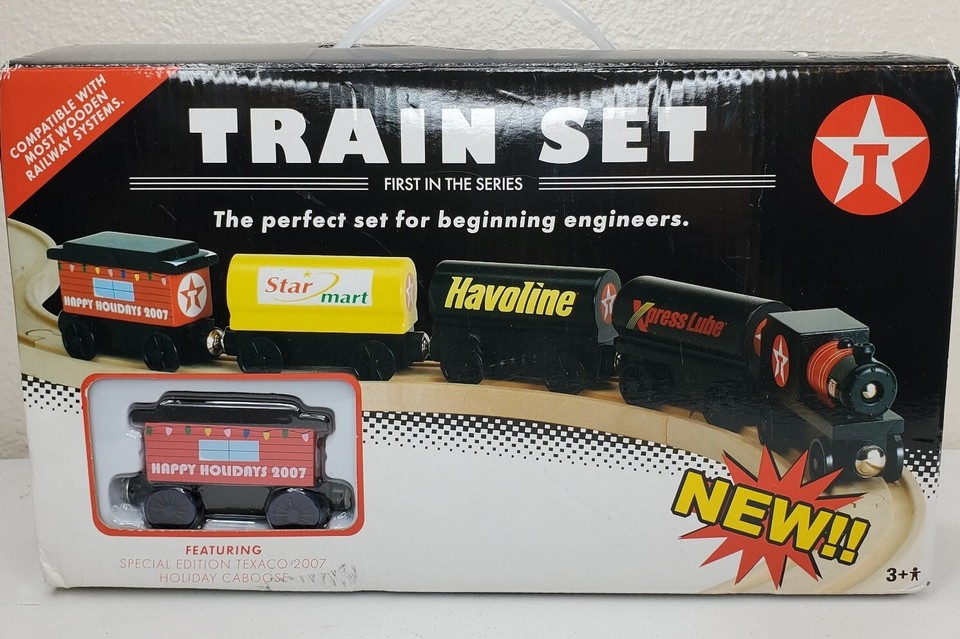 COMPATIBLE WITH
MOST WOODEN
RAILWAY SYSTEMS.
TRAIN SET
FIRST IN THE SERIES
The perfect set for beginning engineers.
T
HAPPY HOLIDAYS 2007
T
Star
mart
Havoline
Xpress Lube
HAPPY HOLIDAYS 2007
NEW!!
FEATURING
SPECIAL EDITION TEXACO 2007
HOLIDAY CABOOSE
3+